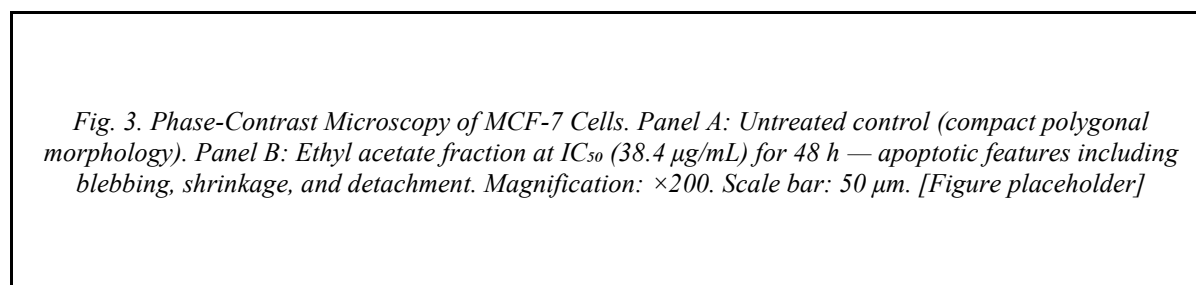 Fig. 3. Phase-Contrast Microscopy of MCF-7 Cells. Panel A: Untreated control (compact polygonal
morphology). Panel B: Ethyl acetate fraction at IC₅₀ (38.4 μg/mL) for 48 h — apoptotic features including
blebbing, shrinkage, and detachment. Magnification: ×200. Scale bar: 50 μm. [Figure placeholder]